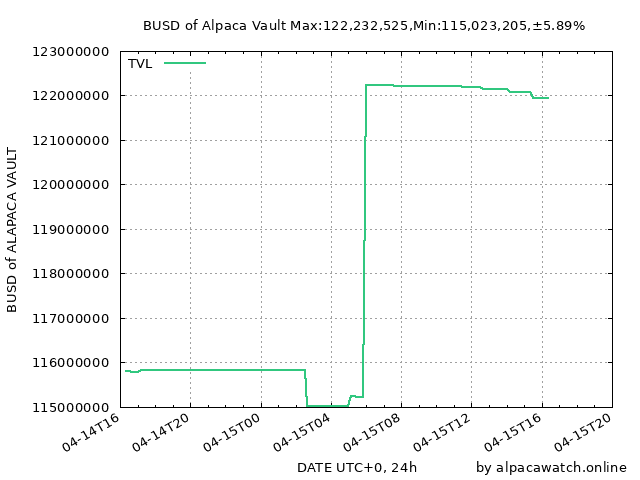 BUSD of Alpaca Vault Max:122,232,525,Min:115,023,205,±5.89%
123000000
TVL
122000000
121000000
120000000
119000000
118000000
117000000
116000000
115000000
BUSD of ALAPACA VAULT
04-14T16
04-14T20
04-15T00
04-15T04
04-15T08
04-15T12
04-15T16
04-15T20
DATE UTC+0, 24h
by alpacawatch.online